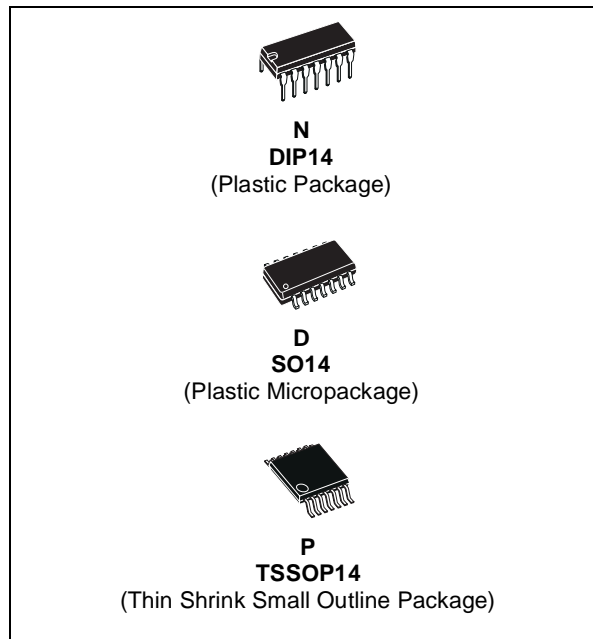 N
DIP14
(Plastic Package)
D
SO14
(Plastic Micropackage)
P
TSSOP14
(Thin Shrink Small Outline Package)